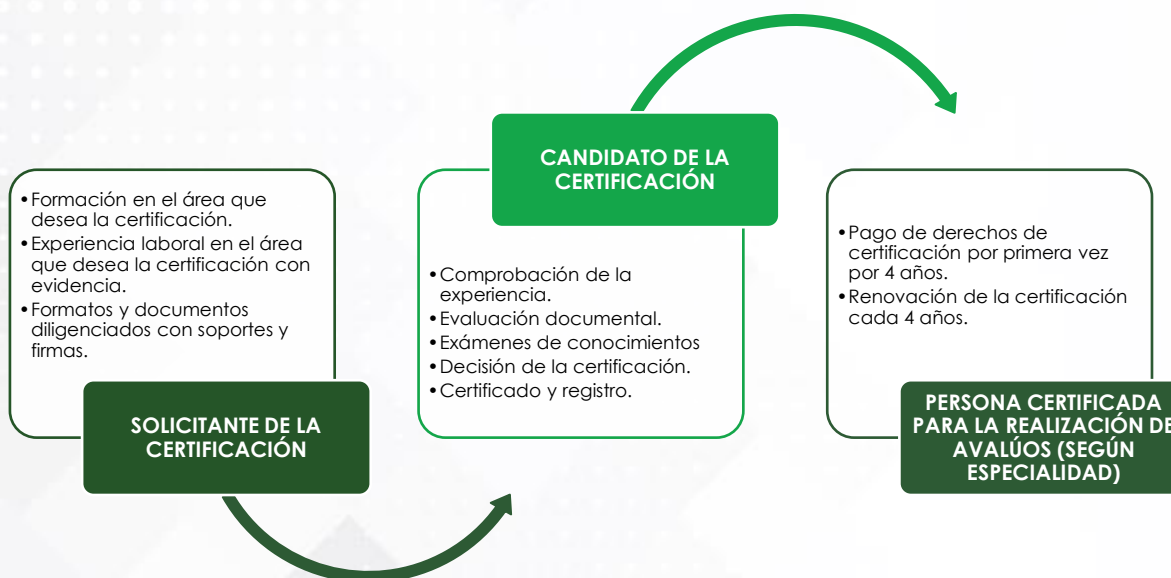 • Formación en el área que
desea la certificación.
• Experiencia laboral en el área
que desea la certificación con
evidencia.
• Formatos y documentos
diligenciados con soportes y
firmas.
SOLICITANTE DE LA
CERTIFICACIÓN
CANDIDATO DE LA
CERTIFICACIÓN
• Comprobación de la
experiencia.
• Evaluación documental.
• Exámenes de conocimientos
• Decisión de la certificación.
• Certificado y registro.
• Pago de derechos de
certificación por primera vez
por 4 años.
• Renovación de la certificación
cada 4 años.
PERSONA CERTIFICADA
PARA LA REALIZACIÓN DE
AVALÚOS (SEGÚN
ESPECIALIDAD)